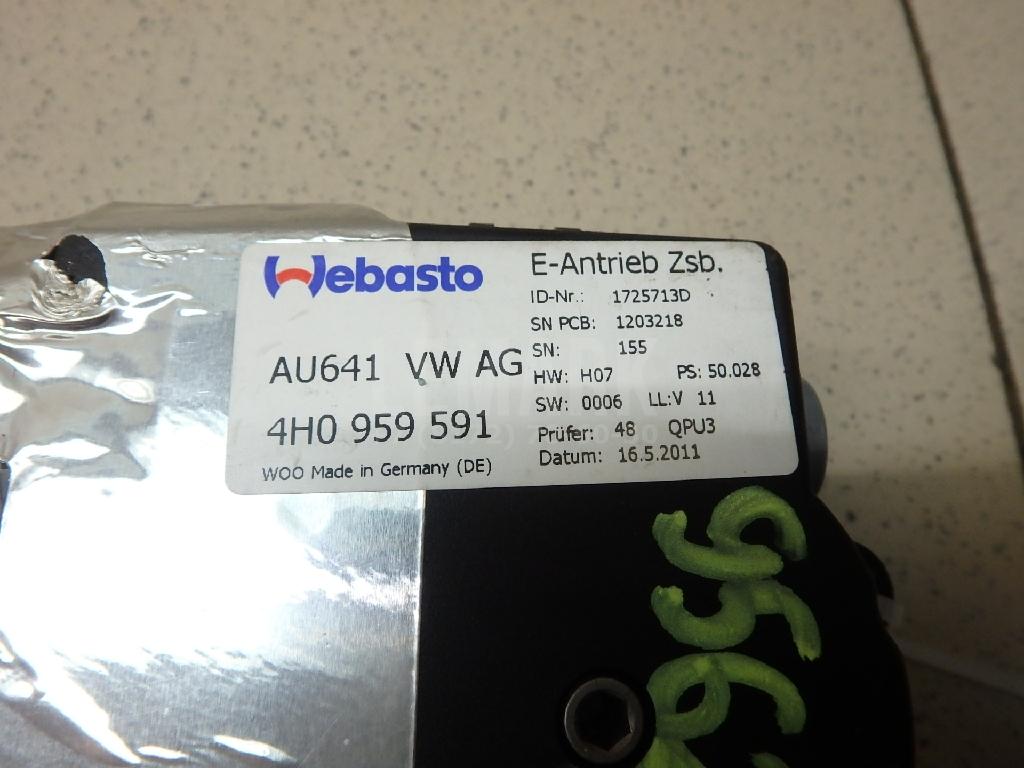 Webasto
E-Antrieb Zsb.
ID-Nr.: 1725713D
SN PCB: 1203218
SN: 155
AU641 VW AG
HW: H07 PS: 50.028
SW: 0006 LL:V 11
4H0 959 591
Prüfer: 48 QPU3
Datum: 16.5.2011
WOO Made in Germany (DE)